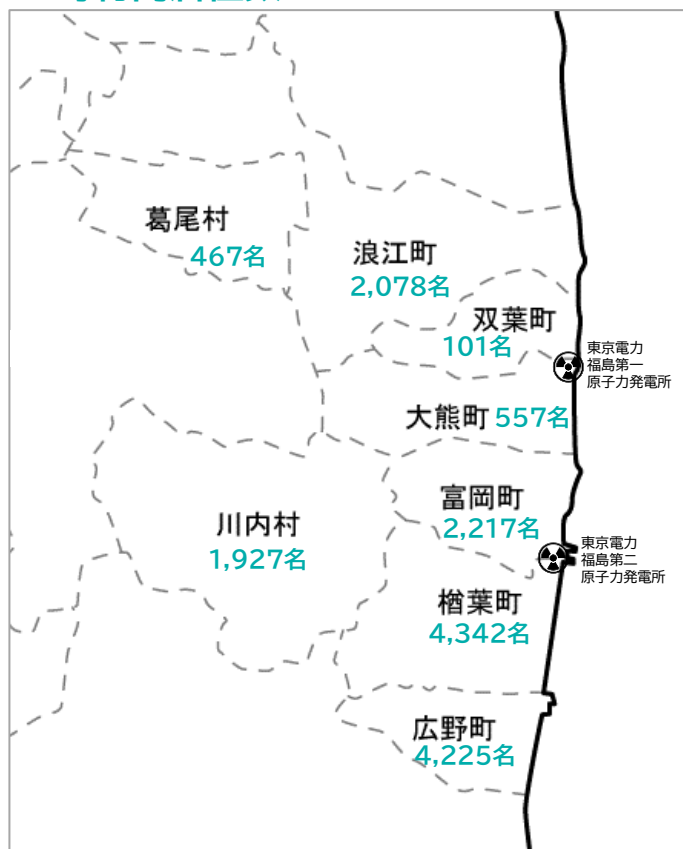 葛尾村
467名
浪江町
2,078名
双葉町
101名
東京電力
福島第一
原子力発電所
大熊町 557名
富岡町
2,217名
川内村
1,927名
東京電力
福島第二
原子力発電所
楢葉町
4,342名
広野町
4,225名